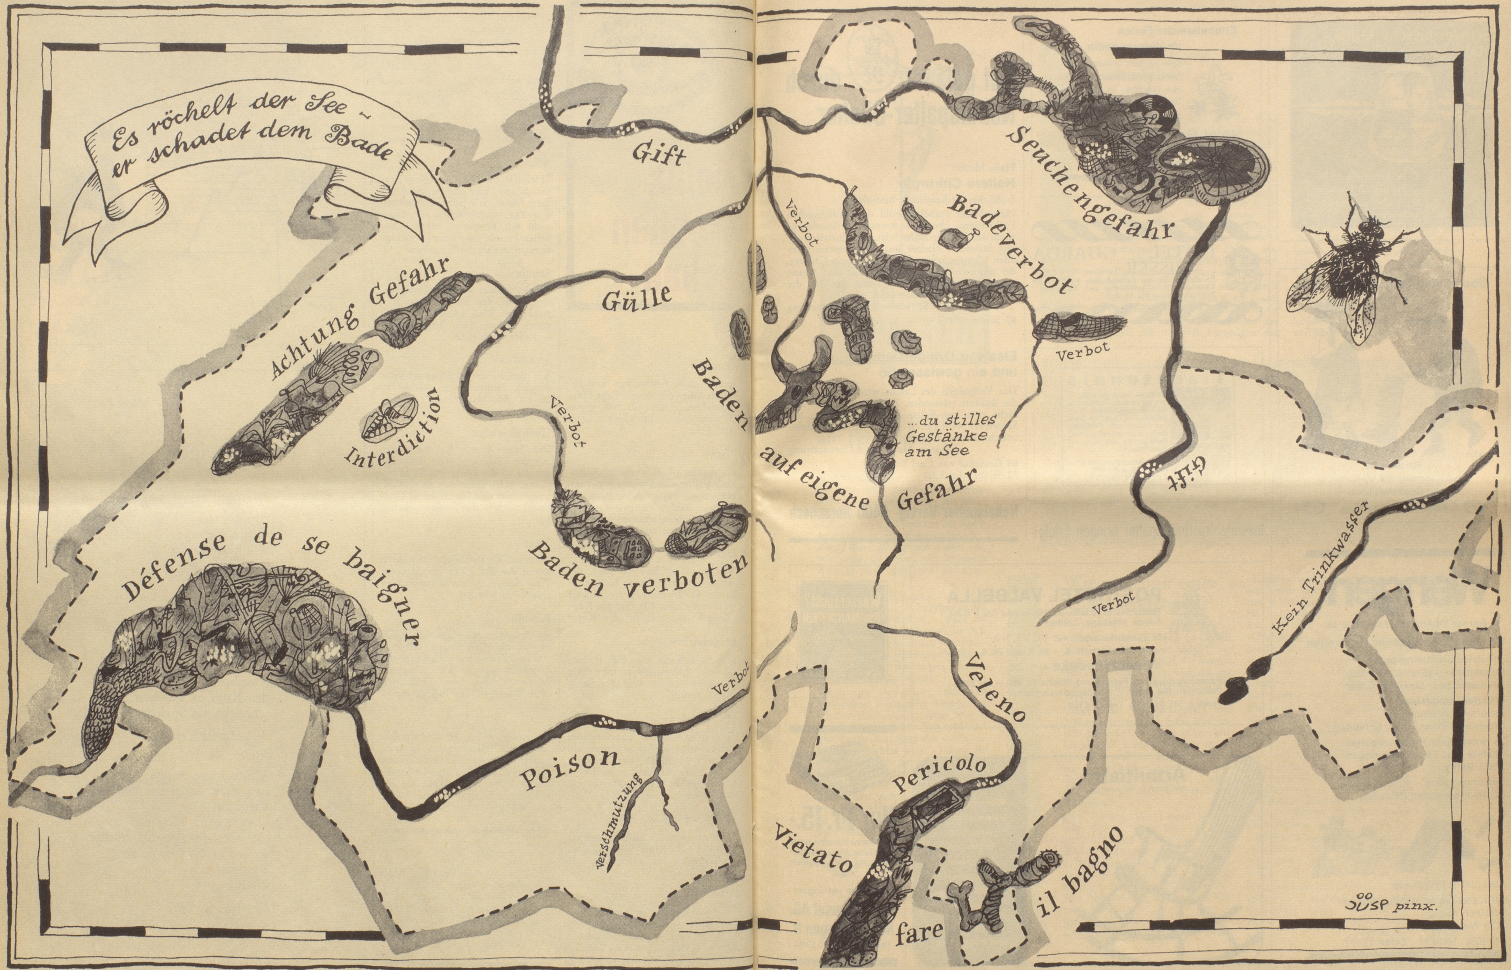 Es röchelt der See –
er schadet dem Bade
Gift
Seuchengefahr
Verbot
Badeverbot
Achtung Gefahr
Gülle
Verbot
Interdiction
Verbot
Baden
auf eigene Gefahr
...du stilles
Gestänke
am See
Gift
Baden verboten
Défense de se baigner
Verbot
Kein Trinkwasser
Verbot
Veleno
Poison
Verschmutzung
Pericolo
Vietato
fare il bagno
JÜSP pinx.